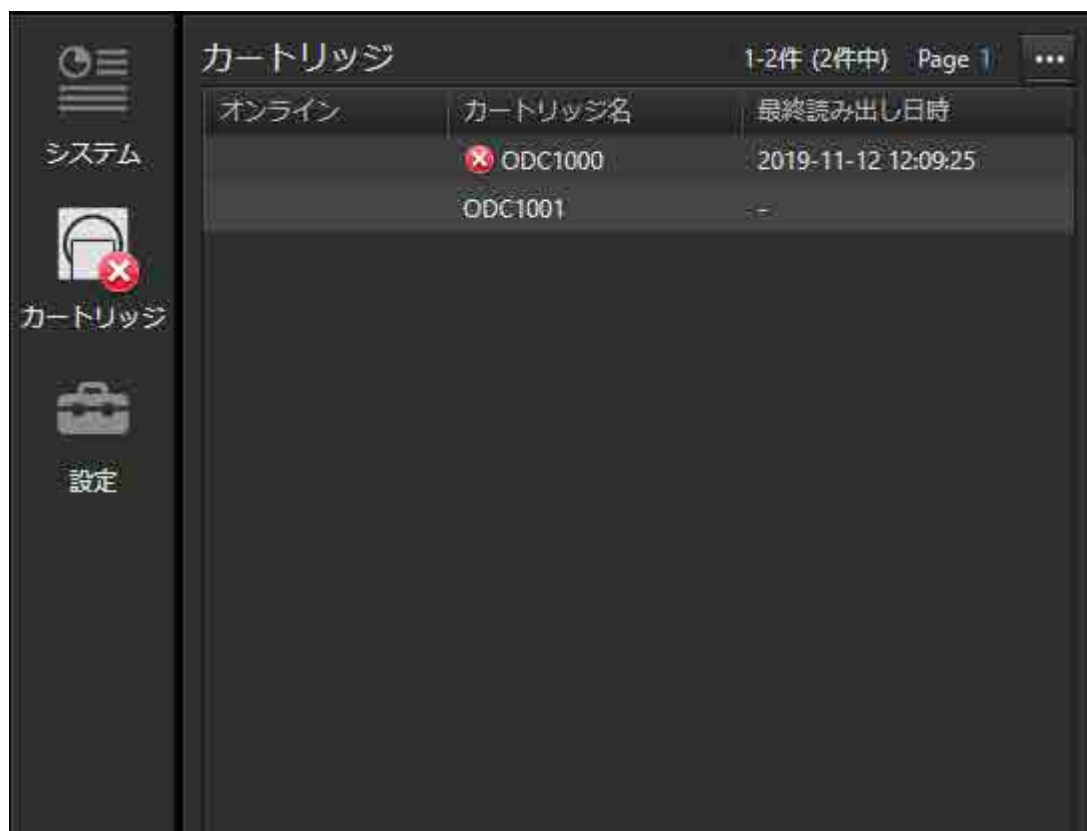 システム
カートリッジ
設定
カートリッジ 1-2件 (2件中) Page 1 •••
オンライン カートリッジ名 最終読み出し日時
ODC1000 2019-11-12 12:09:25
ODC1001 –